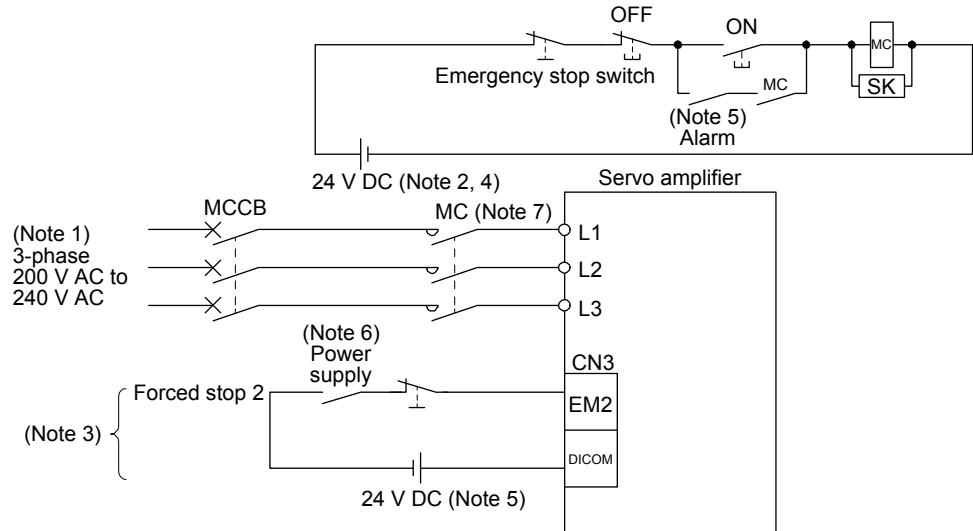 OFF
ON
MC
Emergency stop switch
SK
MC
(Note 5)
Alarm
24 V DC (Note 2, 4)
Servo amplifier
MCCB
MC (Note 7)
(Note 1)
3-phase
200 V AC to
240 V AC
L1
L2
L3
(Note 6)
Power
supply
CN3
Forced stop 2
EM2
(Note 3)
DICOM
24 V DC (Note 5)